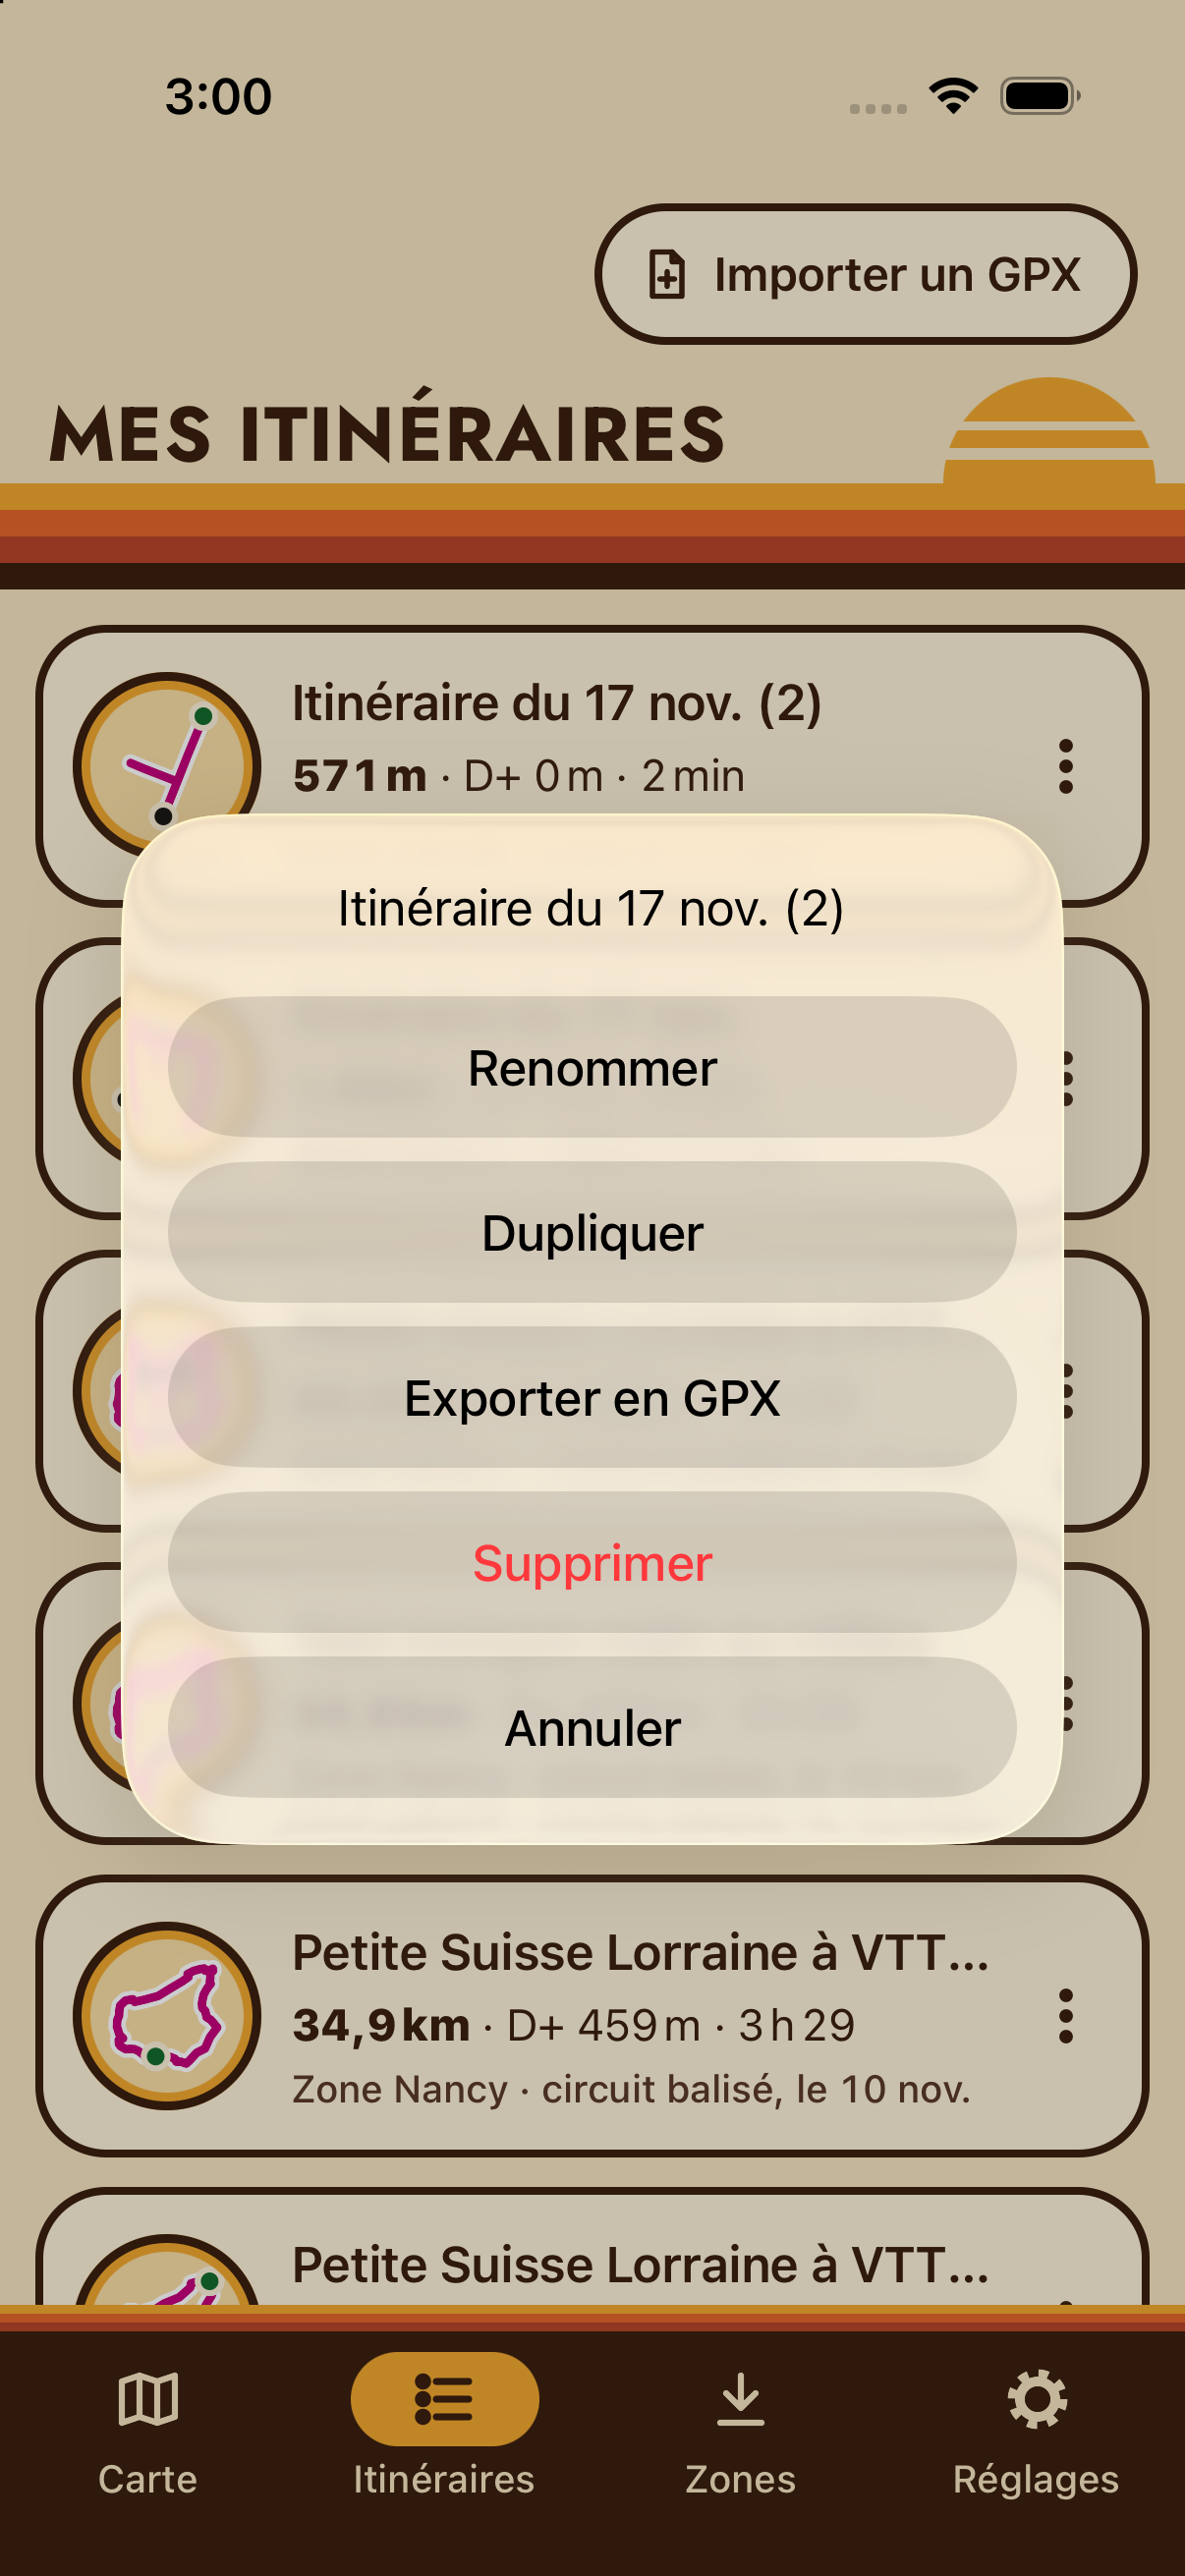 3:00
Importer un GPX
MES ITINÉRAIRES
Itinéraire du 17 nov. (2)
571 m · D+ 0 m · 2 min
Itinéraire du 17 nov. (2)
Renommer
Dupliquer
Exporter en GPX
Supprimer
Annuler
Petite Suisse Lorraine à VTT...
34,9 km · D+ 459 m · 3 h 29
Zone Nancy · circuit balisé, le 10 nov.
Petite Suisse Lorraine à VTT...
Carte
Itinéraires
Zones
Réglages